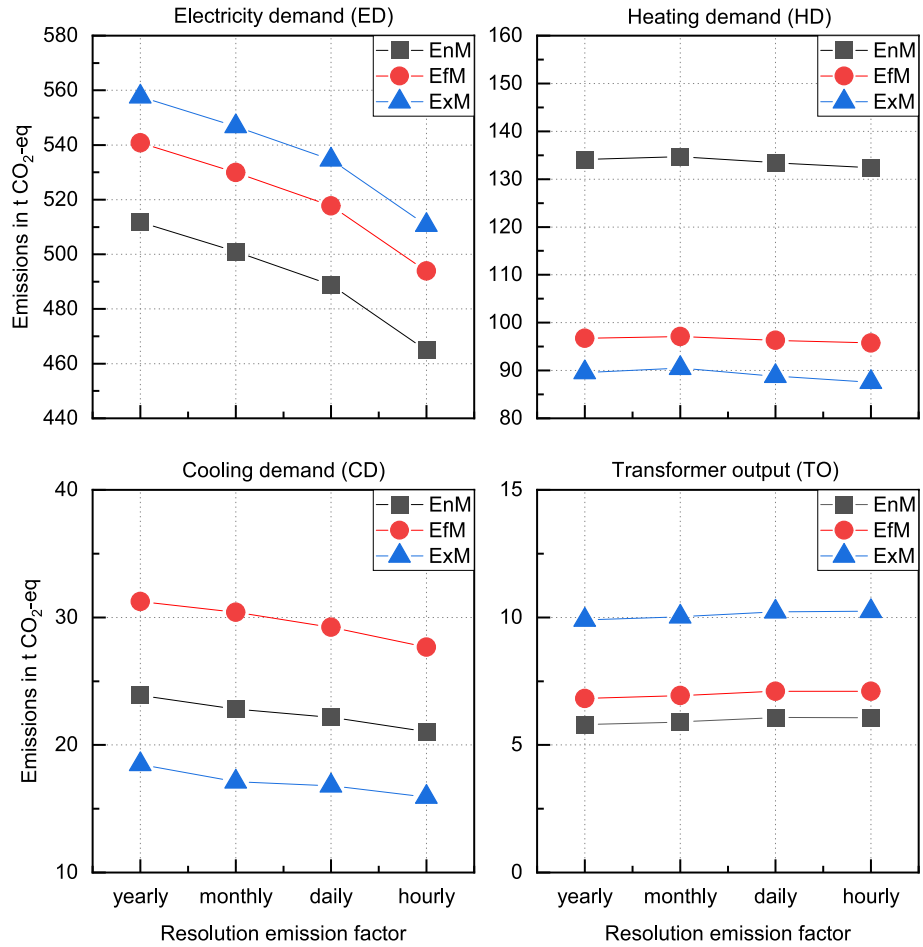 Electricity demand (ED)
580
560
540
520
500
480
460
440
Emissions in t CO₂-eq
EnM
EfM
ExM
Heating demand (HD)
160
150
140
130
120
110
100
90
80
EnM
EfM
ExM
Cooling demand (CD)
40
30
20
10
Emissions in t CO₂-eq
EnM
EfM
ExM
yearly monthly daily hourly
Resolution emission factor
Transformer output (TO)
15
10
5
0
EnM
EfM
ExM
yearly monthly daily hourly
Resolution emission factor